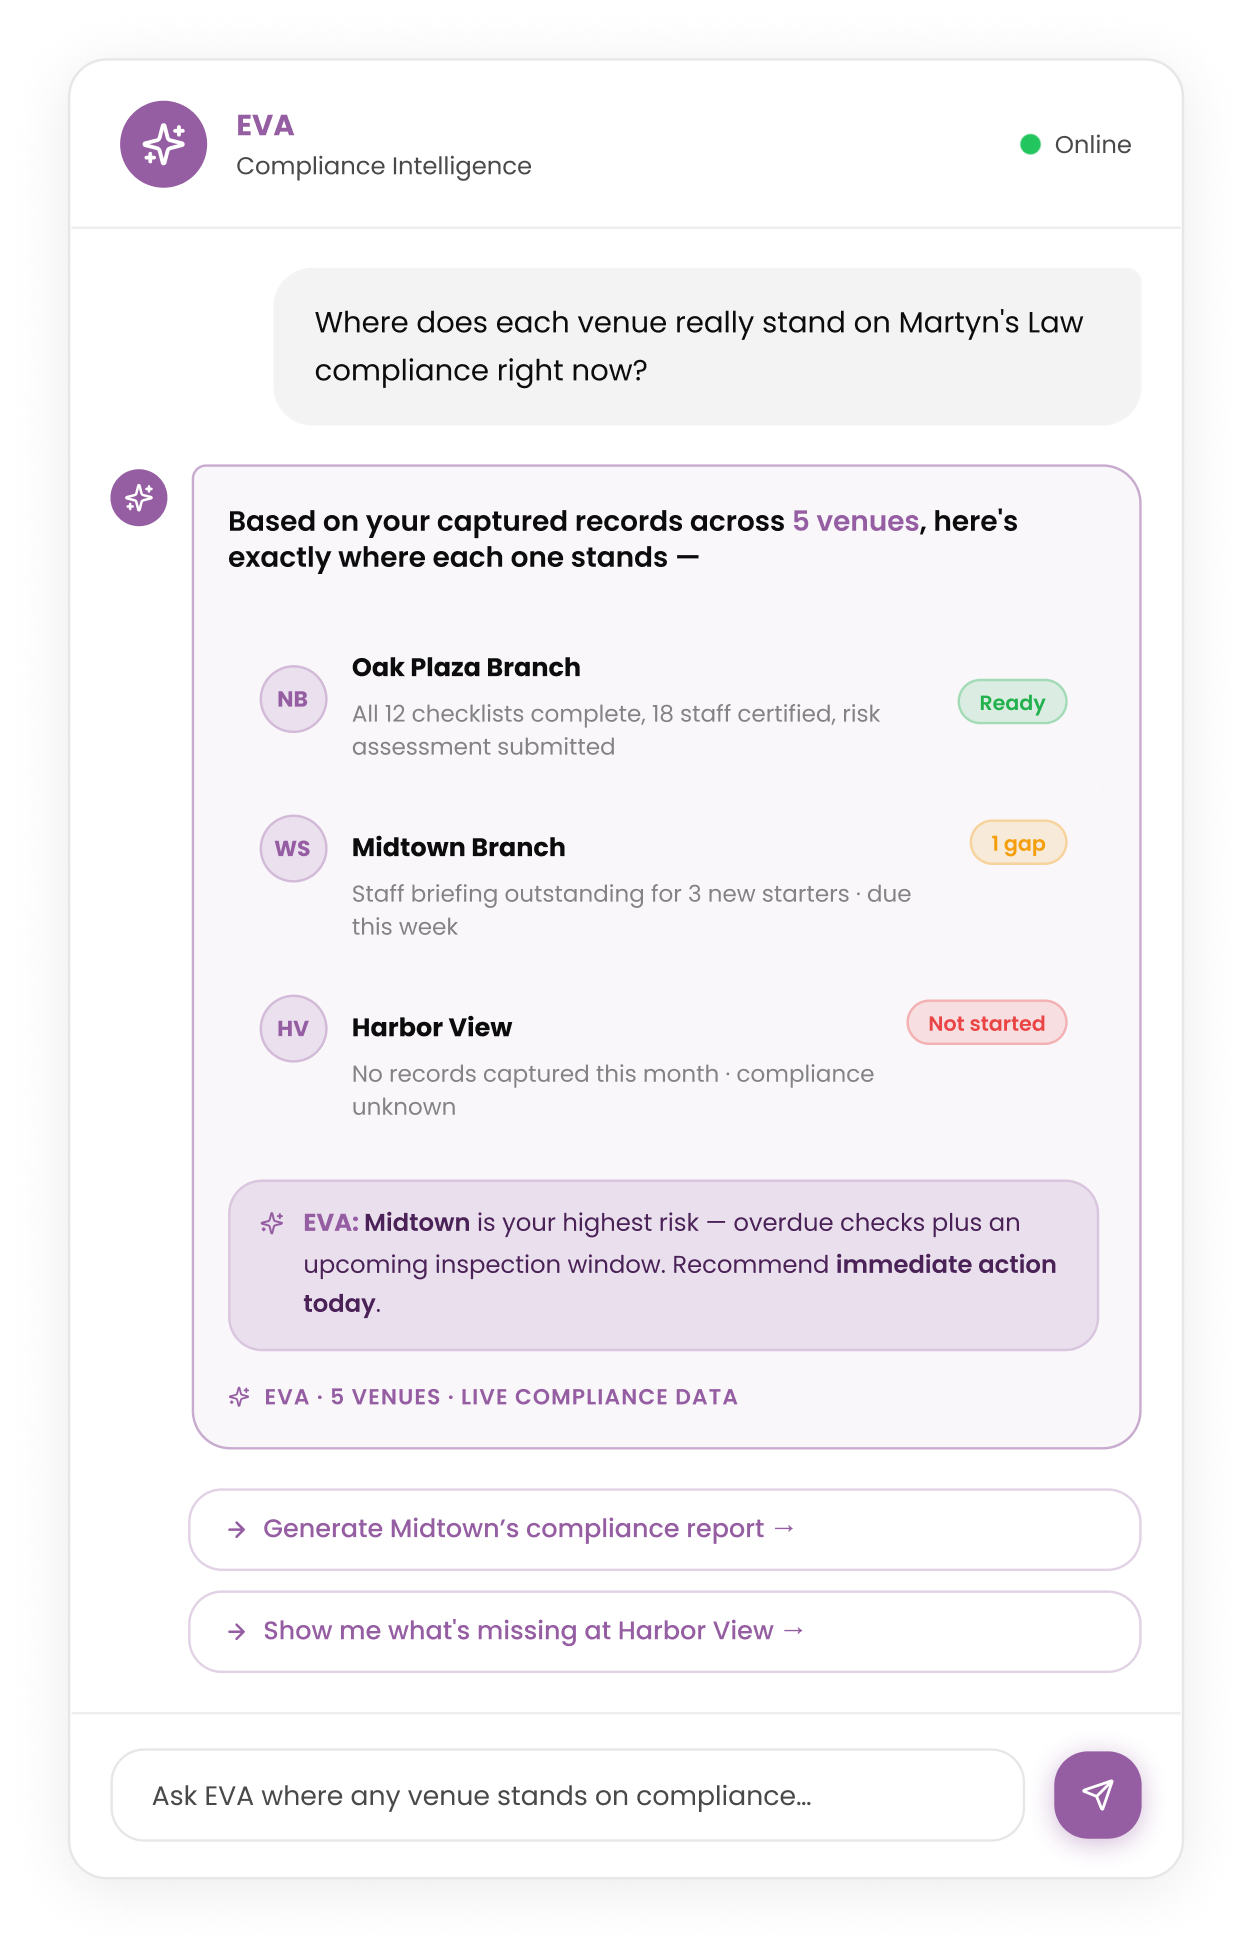 EVA
Compliance Intelligence
Online
Where does each venue really stand on Martyn's Law
compliance right now?
Based on your captured records across 5 venues, here's
exactly where each one stands —
NB
Oak Plaza Branch
All 12 checklists complete, 18 staff certified, risk
assessment submitted
Ready
WS
Midtown Branch
1 gap
Staff briefing outstanding for 3 new starters · due
this week
HV
Harbor View
Not started
No records captured this month · compliance
unknown
EVA: Midtown is your highest risk — overdue checks plus an
upcoming inspection window. Recommend immediate action
today.
EVA · 5 VENUES · LIVE COMPLIANCE DATA
→ Generate Midtown’s compliance report →
→ Show me what's missing at Harbor View →
Ask EVA where any venue stands on compliance...